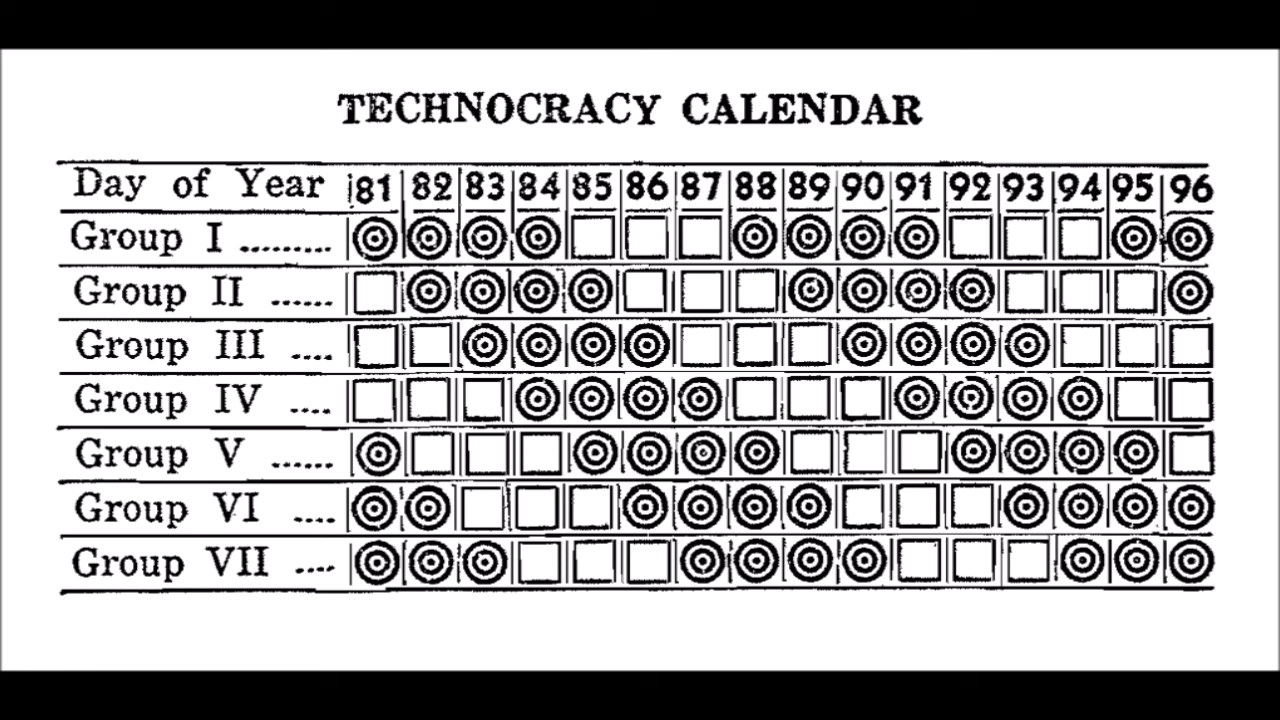 TECHNOCRACY CALENDAR
Day of Year 81 82 83 84 85 86 87 88 89 90 91 92 93 94 95 96
Group I .........
Group II ......
Group III ....
Group IV ....
Group V ......
Group VI ....
Group VII ....